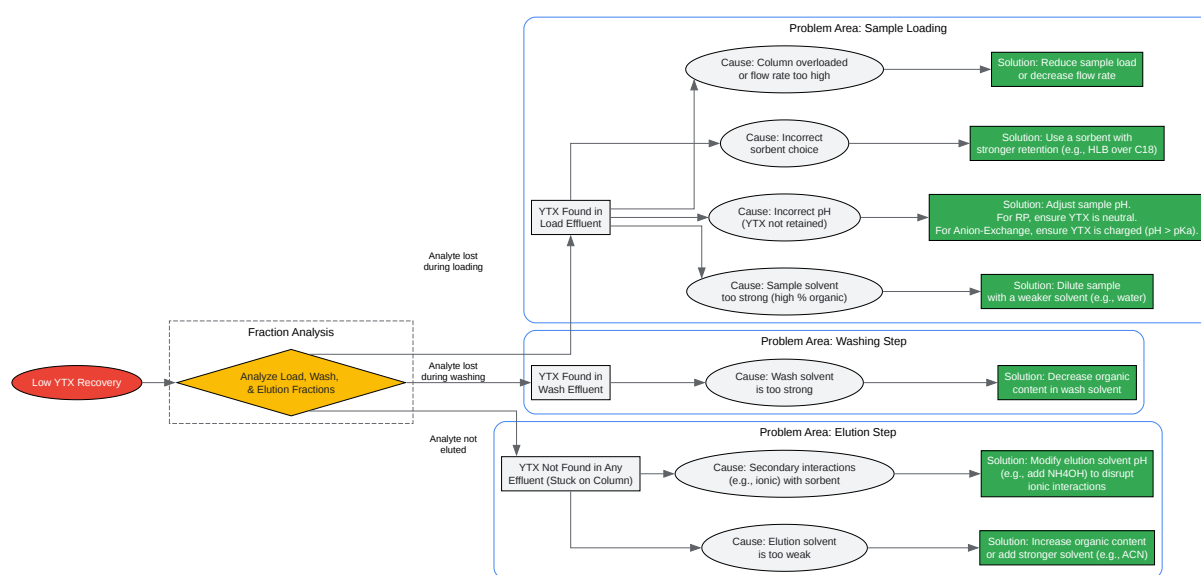 Problem Area: Sample Loading
Cause: Column overloaded
or flow rate too high
Solution: Reduce sample load
or decrease flow rate
Cause: Incorrect
sorbent choice
Solution: Use a sorbent with
stronger retention (e.g., HLB over C18)
YTX Found in
Load Effluent
Cause: Incorrect pH
(YTX not retained)
Solution: Adjust sample pH.
For RP, ensure YTX is neutral.
For Anion-Exchange, ensure YTX is charged (pH > pKa).
Analyte lost
during loading
Cause: Sample solvent
too strong (high % organic)
Solution: Dilute sample
with a weaker solvent (e.g., water)
Fraction Analysis
Low YTX Recovery
Analyze Load, Wash,
& Elution Fractions
Analyte lost
during washing
Problem Area: Washing Step
YTX Found in
Wash Effluent
Cause: Wash solvent
is too strong
Solution: Decrease organic
content in wash solvent
Analyte not
eluted
Problem Area: Elution Step
YTX Not Found in Any
Effluent (Stuck on Column)
Cause: Secondary interactions
(e.g., ionic) with sorbent
Solution: Modify elution solvent pH
(e.g., add NH4OH) to disrupt
ionic interactions
Cause: Elution solvent
is too weak
Solution: Increase organic content
or add stronger solvent (e.g., ACN)